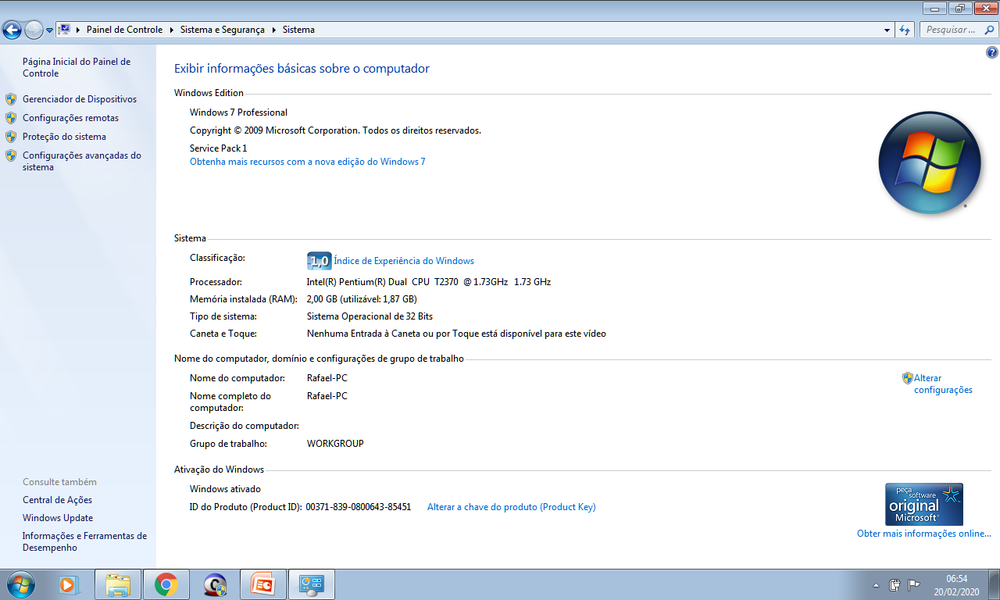 Painel de Controle Sistema e Segurança Sistema
Pesquisar ...
Página Inicial do Painel de
Controle
Gerenciador de Dispositivos
Configurações remotas
Proteção do sistema
Configurações avançadas do
sistema
Exibir informações básicas sobre o computador
Windows Edition
Windows 7 Professional
Copyright © 2009 Microsoft Corporation. Todos os direitos reservados.
Service Pack 1
Obtenha mais recursos com a nova edição do Windows 7
Sistema
Classificação: 1,0 Índice de Experiência do Windows
Processador: Intel(R) Pentium(R) Dual CPU T2370 @ 1.73GHz 1.73 GHz
Memória instalada (RAM): 2,00 GB (utilizável: 1,87 GB)
Tipo de sistema: Sistema Operacional de 32 Bits
Caneta e Toque: Nenhuma Entrada à Caneta ou por Toque está disponível para este vídeo
Nome do computador, domínio e configurações de grupo de trabalho
Nome do computador: Rafael-PC
Alterar
configurações
Nome completo do
computador:
Rafael-PC
Descrição do computador:
Grupo de trabalho: WORKGROUP
Ativação do Windows
Windows ativado
ID do Produto (Product ID): 00371-839-0800643-85451 Alterar a chave do produto (Product Key)
peça
software
original
Microsoft®
Obter mais informações online...
Consulte também
Central de Ações
Windows Update
Informações e Ferramentas de
Desempenho
06:54
20/02/2020